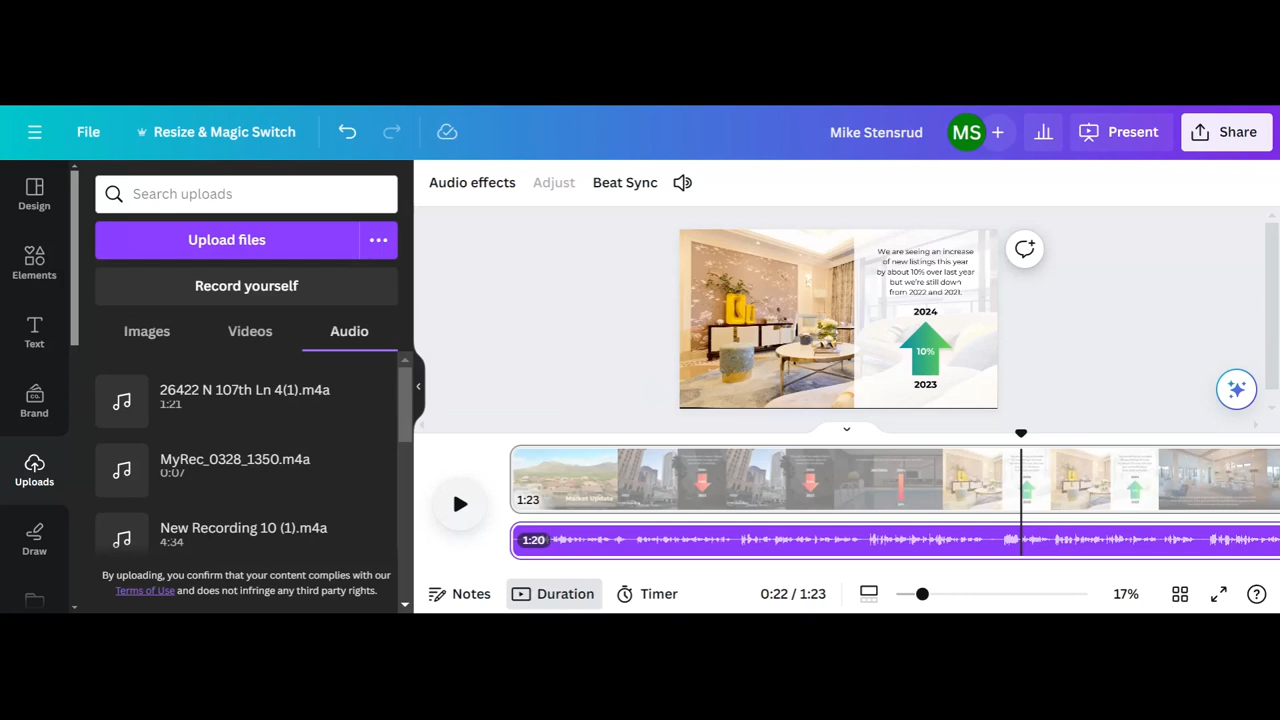 File
Resize & Magic Switch
Mike Stensrud
MS
Present
Share
Design
Elements
Text
Brand
Uploads
Draw
Search uploads
Upload files
Record yourself
Images
Videos
Audio
26422 N 107th Ln 4(1).m4a
1:21
MyRec_0328_1350.m4a
0:07
New Recording 10 (1).m4a
4:34
By uploading, you confirm that your content complies with our
Terms of Use and does not infringe any third party rights.
Audio effects
Adjust
Beat Sync
We are seeing an increase
of new listings this year
by about 10% over last year
but we're still down
from 2022 and 2021.
2024
10%
2023
Market Update
1:23
1:20
Notes
Duration
Timer
0:22 / 1:23
17%